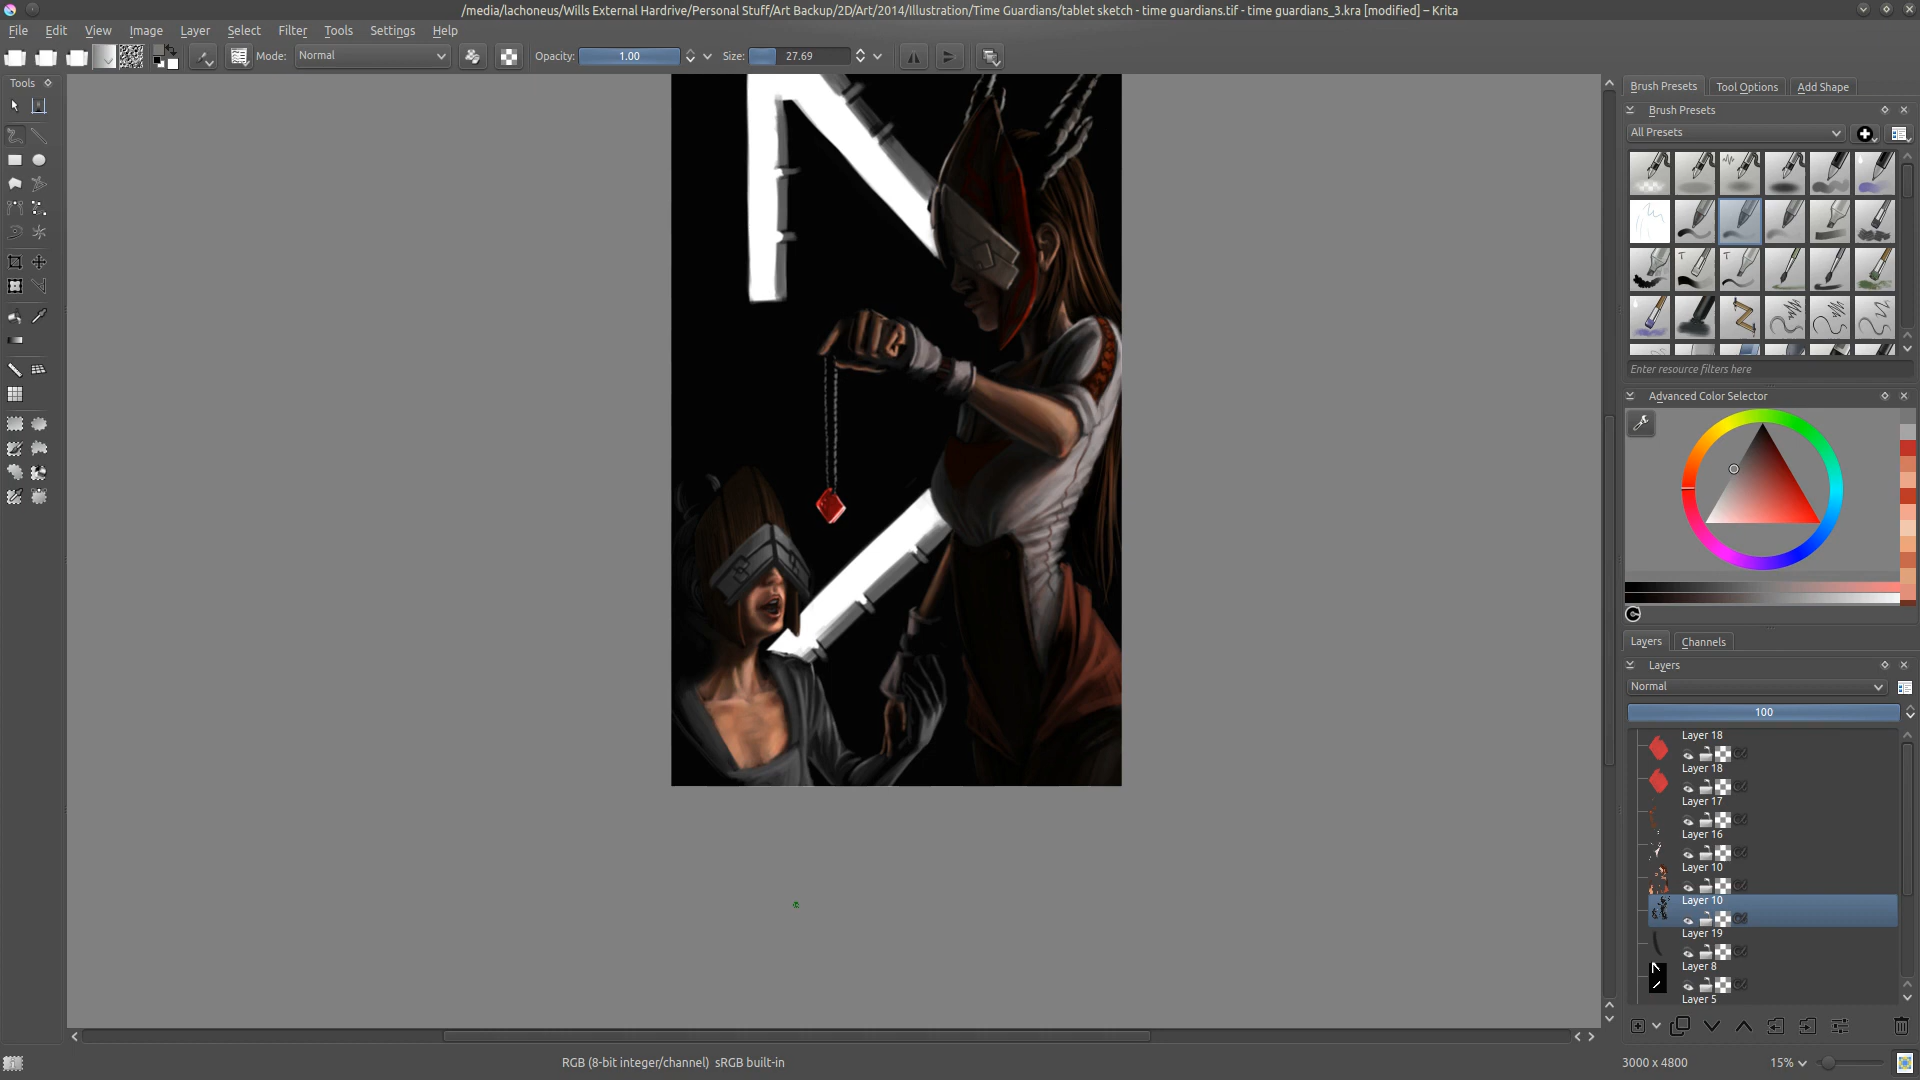 /media/lachoneus/Wills External Hardrive/Personal Stuff/Art Backup/2D/Art/2014/Illustration/Time Guardians/tablet sketch - time guardians.tif - time guardians_3.kra [modified] – Krita
File Edit View Image Layer Select Filter Tools Settings Help
Mode: Normal Opacity: 1.00 Size: 27.69
Tools
Brush Presets Tool Options Add Shape
Brush Presets
All Presets
Enter resource filters here
Advanced Color Selector
Layers Channels
Layers
Normal
100
Layer 18
Layer 18
Layer 17
Layer 16
Layer 10
Layer 10
Layer 19
Layer 8
Layer 5
RGB (8-bit integer/channel) sRGB built-in
3000 x 4800
15%